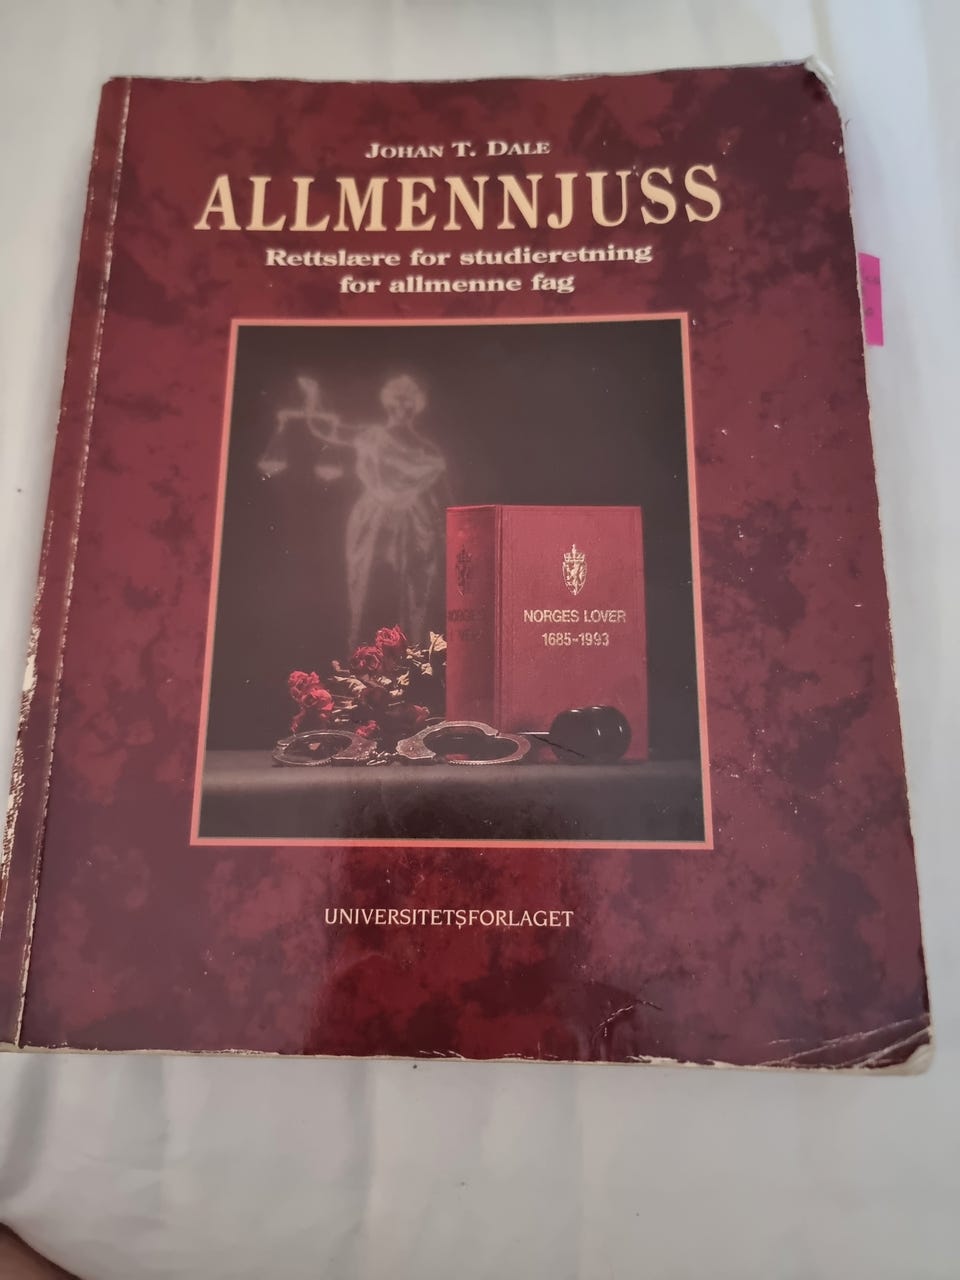 JOHAN T. DALE
ALLMENNJUSS
Rettslære for studieretning
for allmenne fag
NORGES LOVER
1685-1993
UNIVERSITETSFORLAGET